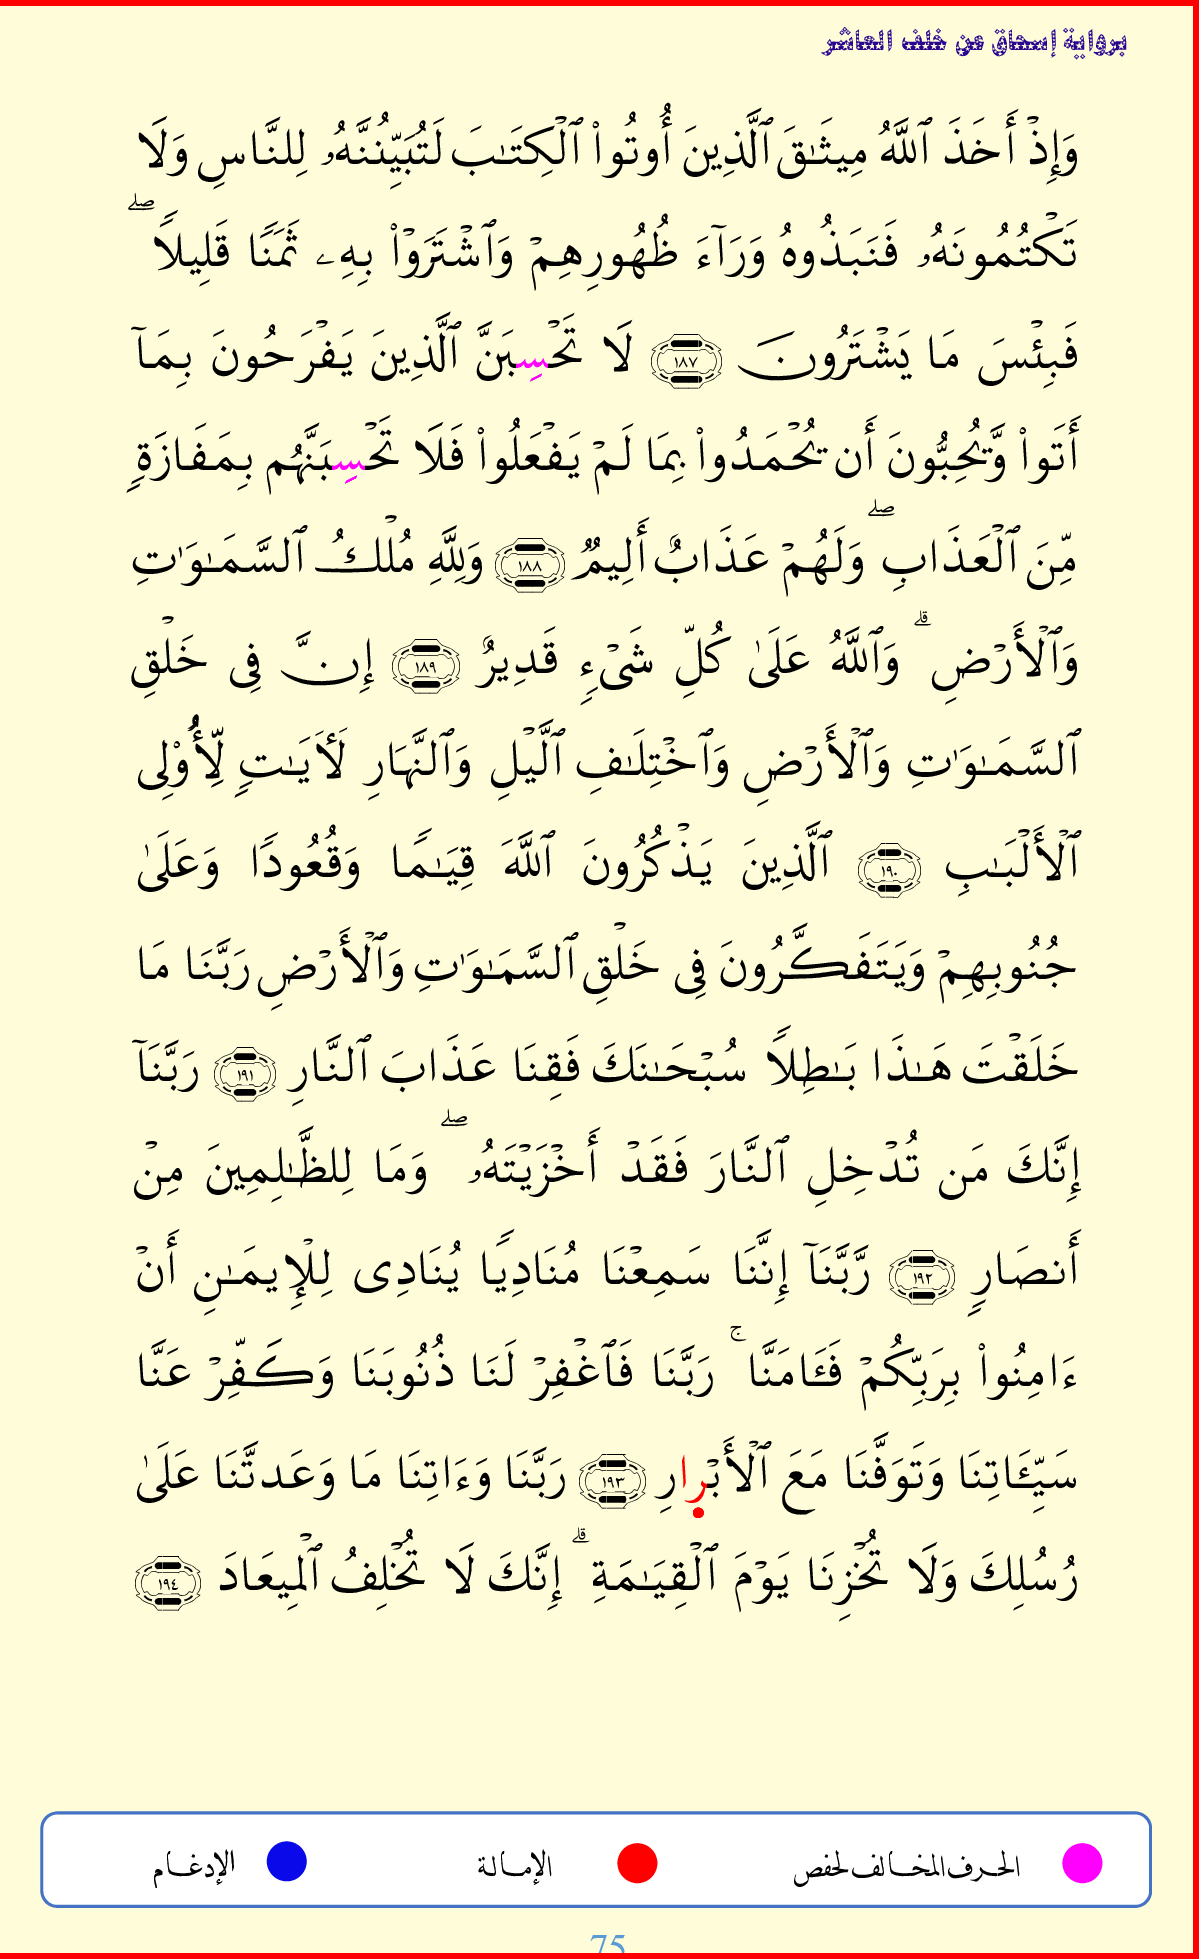 برواية إسحاق عن خلف العاشر
وَإِذۡ أَخَذَ ٱللَّهُ مِيثَٰقَ ٱلَّذِينَ أُوتُواْ ٱلۡكِتَٰبَ لَتُبَيِّنُنَّهُۥ لِلنَّاسِ وَلَا
تَكۡتُمُونَهُۥ فَنَبَذُوهُ وَرَآءَ ظُهُورِهِمۡ وَٱشۡتَرَوۡاْ بِهِۦ ثَمَنٗا قَلِيلٗاۖ
فَبِئۡسَ مَا يَشۡتَرُونَ ١٨٧ لَا تَحۡسِبَنَّ ٱلَّذِينَ يَفۡرَحُونَ بِمَآ
أَتَواْ وَّيُحِبُّونَ أَن يُحۡمَدُواْ بِمَا لَمۡ يَفۡعَلُواْ فَلَا تَحۡسِبَنَّهُم بِمَفَازَةٖ
مِّنَ ٱلۡعَذَابِۖ وَلَهُمۡ عَذَابٌ أَلِيمٞ ١٨٨ وَلِلَّهِ مُلۡكُ ٱلسَّمَٰوَٰتِ
وَٱلۡأَرۡضِۗ وَٱللَّهُ عَلَىٰ كُلِّ شَيۡءٖ قَدِيرٌ ١٨٩ إِنَّ فِي خَلۡقِ
ٱلسَّمَٰوَٰتِ وَٱلۡأَرۡضِ وَٱخۡتِلَٰفِ ٱلَّيۡلِ وَٱلنَّهَارِ لَأٓيَٰتٖ لِّأُوْلِي
ٱلۡأَلۡبَٰبِ ١٩٠ ٱلَّذِينَ يَذۡكُرُونَ ٱللَّهَ قِيَٰمٗا وَقُعُودٗا وَعَلَىٰ
جُنُوبِهِمۡ وَيَتَفَكَّرُونَ فِي خَلۡقِ ٱلسَّمَٰوَٰتِ وَٱلۡأَرۡضِ رَبَّنَا مَا
خَلَقۡتَ هَٰذَا بَٰطِلٗا سُبۡحَٰنَكَ فَقِنَا عَذَابَ ٱلنَّارِ ١٩١ رَبَّنَآ
إِنَّكَ مَن تُدۡخِلِ ٱلنَّارَ فَقَدۡ أَخۡزَيۡتَهُۥۖ وَمَا لِلظَّٰلِمِينَ مِنۡ
أَنصَارٖ ١٩٢ رَّبَّنَآ إِنَّنَا سَمِعۡنَا مُنَادِيٗا يُنَادِي لِلۡإِيمَٰنِ أَنۡ
ءَامِنُواْ بِرَبِّكُمۡ فَـَٔامَنَّاۚ رَبَّنَا فَٱغۡفِرۡ لَنَا ذُنُوبَنَا وَكَفِّرۡ عَنَّا
سَيِّـَٔاتِنَا وَتَوَفَّنَا مَعَ ٱلۡأَبۡرارِ ١٩٣ رَبَّنَا وَءَاتِنَا مَا وَعَدتَّنَا عَلَىٰ
رُسُلِكَ وَلَا تُخۡزِنَا يَوۡمَ ٱلۡقِيَٰمَةِۗ إِنَّكَ لَا تُخۡلِفُ ٱلۡمِيعَادَ ١٩٤
الحرف المخالف لحفص الإمالة الإدغام
75